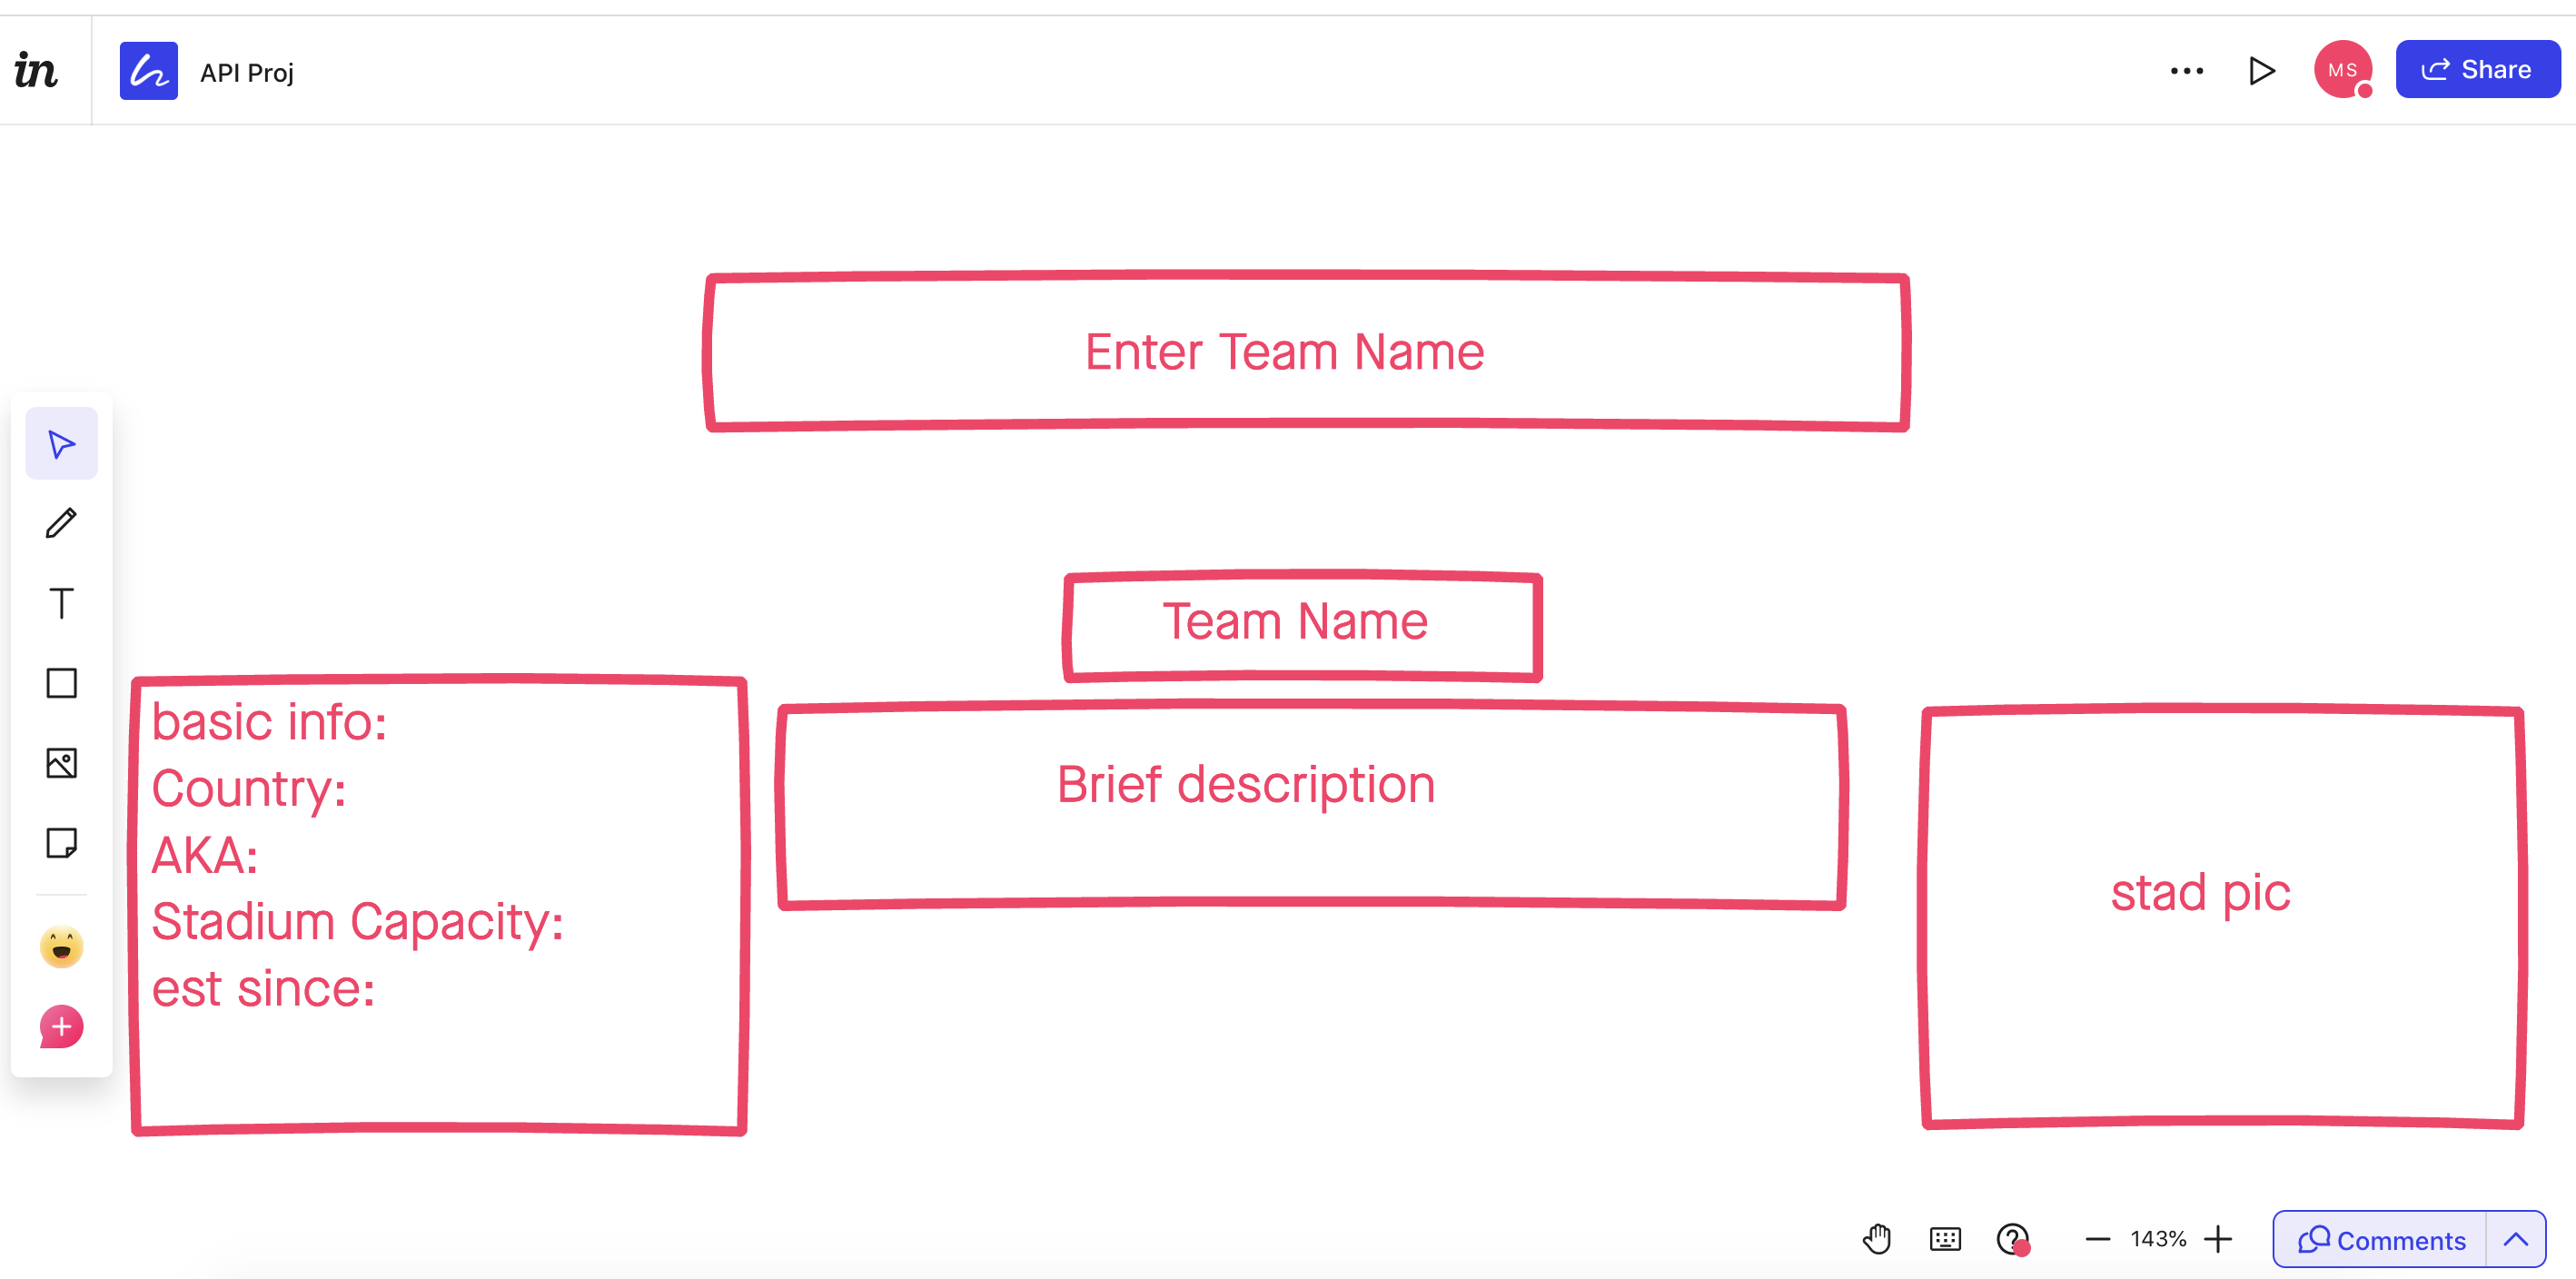 in
API Proj
MS
Share
Enter Team Name
Team Name
basic info:
Country:
AKA:
Stadium Capacity:
est since:
Brief description
stad pic
143%
Comments